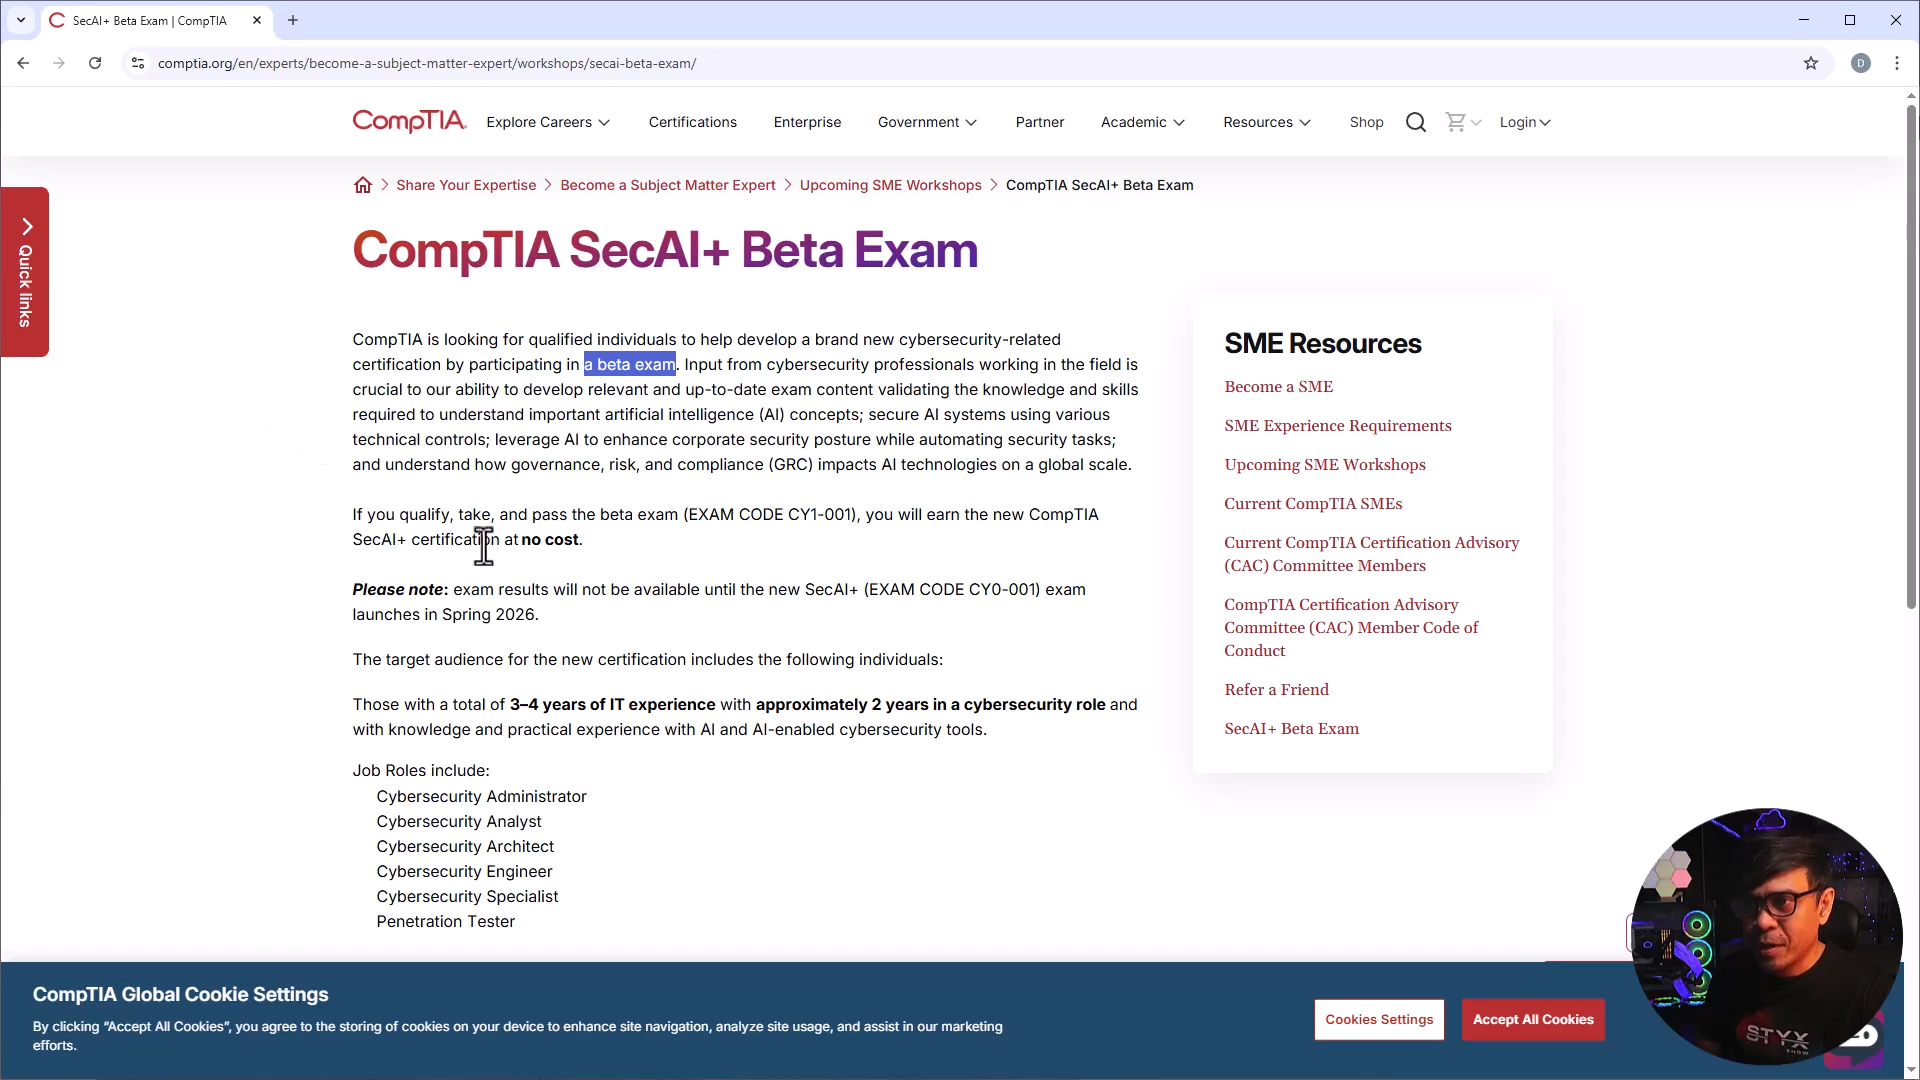 SecAI+ Beta Exam | CompTIA
comptia.org/en/experts/become-a-subject-matter-expert/workshops/secai-beta-exam/
D
CompTIA.
Explore Careers
Certifications
Enterprise
Government
Partner
Academic
Resources
Shop
Login
Quick links
Share Your Expertise
Become a Subject Matter Expert
Upcoming SME Workshops
CompTIA SecAI+ Beta Exam
CompTIA SecAI+ Beta Exam
CompTIA is looking for qualified individuals to help develop a brand new cybersecurity-related
certification by participating in a beta exam. Input from cybersecurity professionals working in the field is
crucial to our ability to develop relevant and up-to-date exam content validating the knowledge and skills
required to understand important artificial intelligence (AI) concepts; secure AI systems using various
technical controls; leverage AI to enhance corporate security posture while automating security tasks;
and understand how governance, risk, and compliance (GRC) impacts AI technologies on a global scale.
If you qualify, take, and pass the beta exam (EXAM CODE CY1-001), you will earn the new CompTIA
SecAI+ certification at no cost.
Please note: exam results will not be available until the new SecAI+ (EXAM CODE CY0-001) exam
launches in Spring 2026.
The target audience for the new certification includes the following individuals:
Those with a total of 3–4 years of IT experience with approximately 2 years in a cybersecurity role and
with knowledge and practical experience with AI and AI-enabled cybersecurity tools.
Job Roles include:
Cybersecurity Administrator
Cybersecurity Analyst
Cybersecurity Architect
Cybersecurity Engineer
Cybersecurity Specialist
Penetration Tester
SME Resources
Become a SME
SME Experience Requirements
Upcoming SME Workshops
Current CompTIA SMEs
Current CompTIA Certification Advisory
(CAC) Committee Members
CompTIA Certification Advisory
Committee (CAC) Member Code of
Conduct
Refer a Friend
SecAI+ Beta Exam
CompTIA Global Cookie Settings
By clicking “Accept All Cookies”, you agree to the storing of cookies on your device to enhance site navigation, analyze site usage, and assist in our marketing
efforts.
Cookies Settings
Accept All Cookies
STYX
SHOW